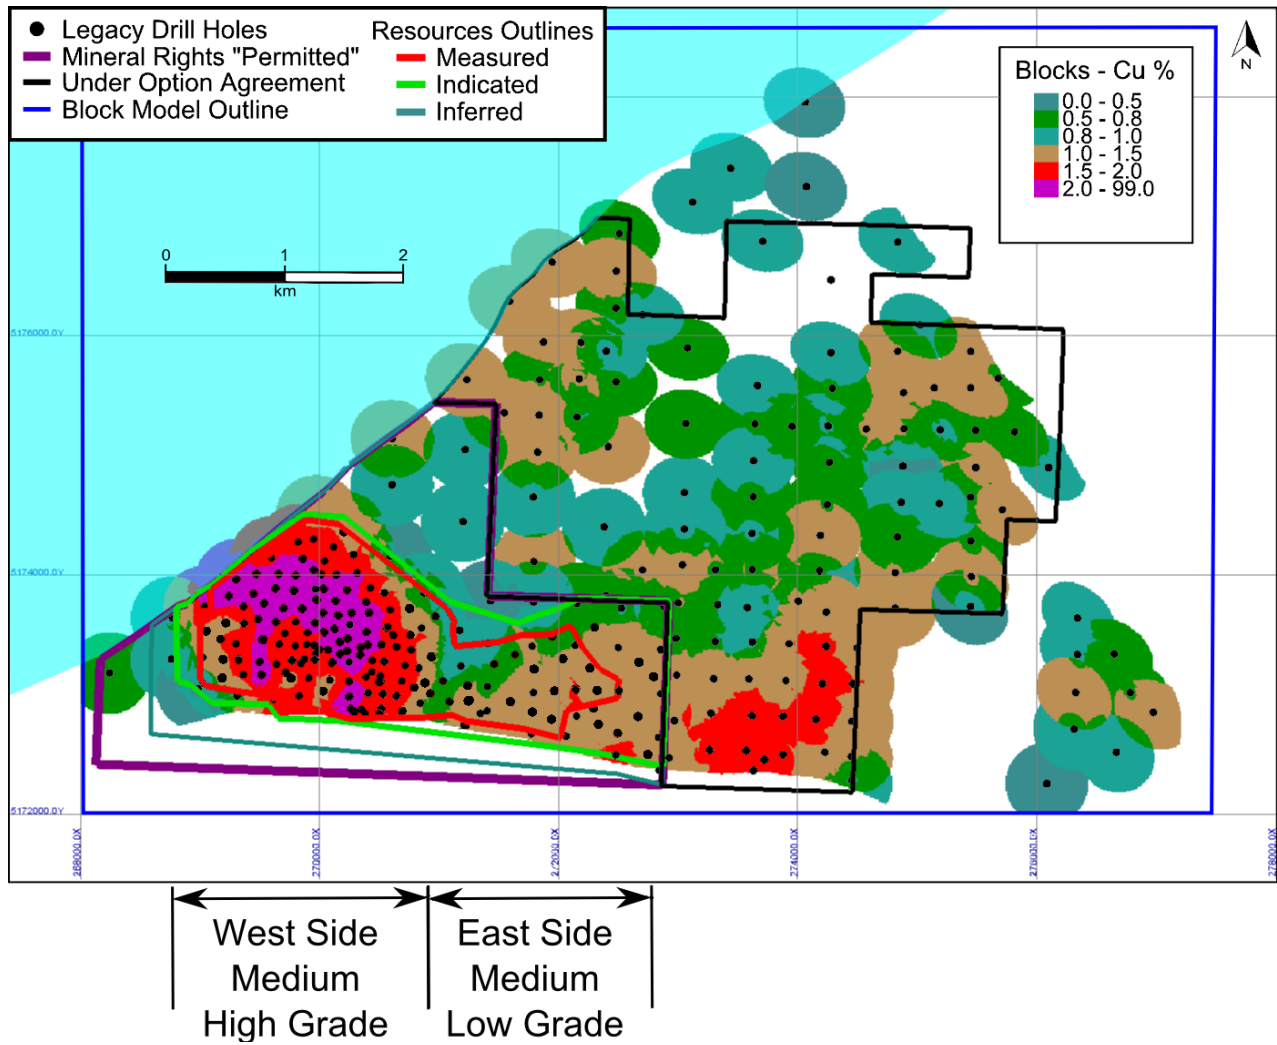 Legacy Drill Holes
Mineral Rights "Permitted"
Under Option Agreement
Block Model Outline
Resources Outlines
Measured
Indicated
Inferred
N
Blocks - Cu %
0.0 - 0.5
0.5 - 0.8
0.8 - 1.0
1.0 - 1.5
1.5 - 2.0
2.0 - 99.0
0 1 2
km
5176000.0Y
5174000.0Y
5172000.0Y
268000.0X 270000.0X 272000.0X 274000.0X 276000.0X 278000.0X
West Side
Medium
High Grade
East Side
Medium
Low Grade